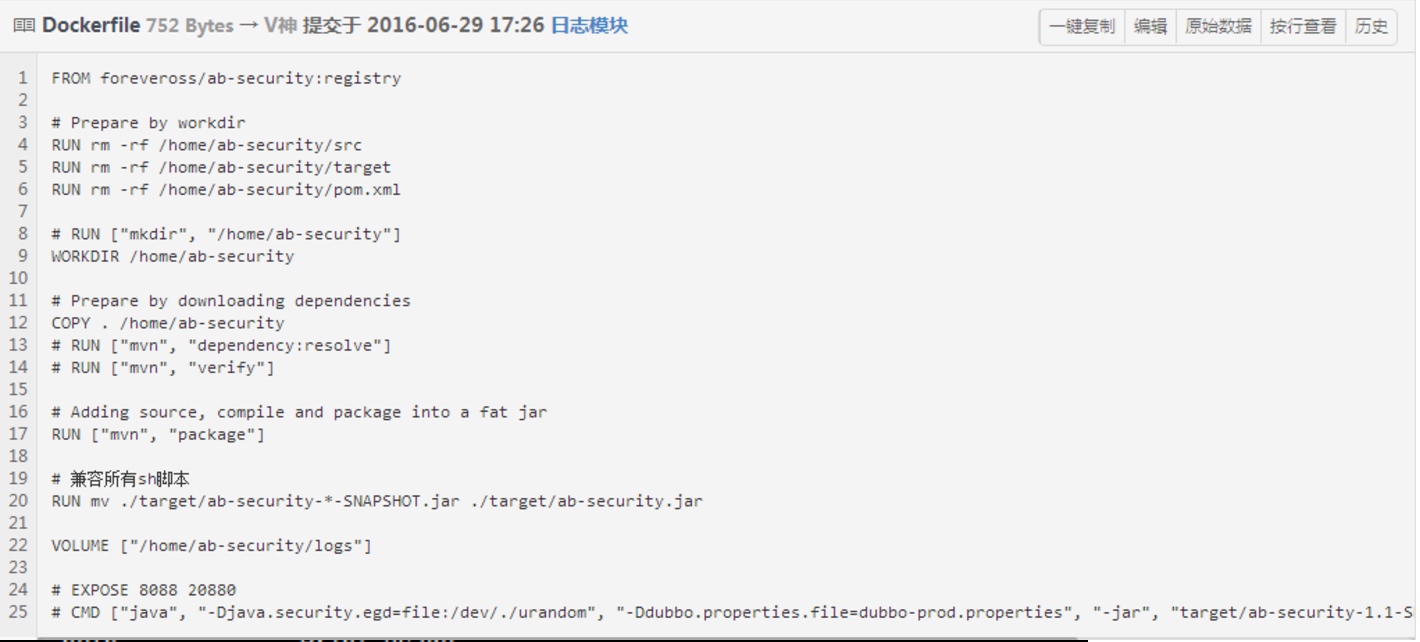 Dockerfile 752 Bytes → V神 提交于 2016-06-29 17:26 日志模块 一键复制 编辑 原始数据 按行查看 历史
1 FROM foreveross/ab-security:registry
2
3 # Prepare by workdir
4 RUN rm -rf /home/ab-security/src
5 RUN rm -rf /home/ab-security/target
6 RUN rm -rf /home/ab-security/pom.xml
7
8 # RUN ["mkdir", "/home/ab-security"]
9 WORKDIR /home/ab-security
10
11 # Prepare by downloading dependencies
12 COPY . /home/ab-security
13 # RUN ["mvn", "dependency:resolve"]
14 # RUN ["mvn", "verify"]
15
16 # Adding source, compile and package into a fat jar
17 RUN ["mvn", "package"]
18
19 # 兼容所有sh脚本
20 RUN mv ./target/ab-security-*-SNAPSHOT.jar ./target/ab-security.jar
21
22 VOLUME ["/home/ab-security/logs"]
23
24 # EXPOSE 8088 20880
25 # CMD ["java", "-Djava.security.egd=file:/dev/./urandom", "-Ddubbo.properties.file=dubbo-prod.properties", "-jar", "target/ab-security-1.1-S